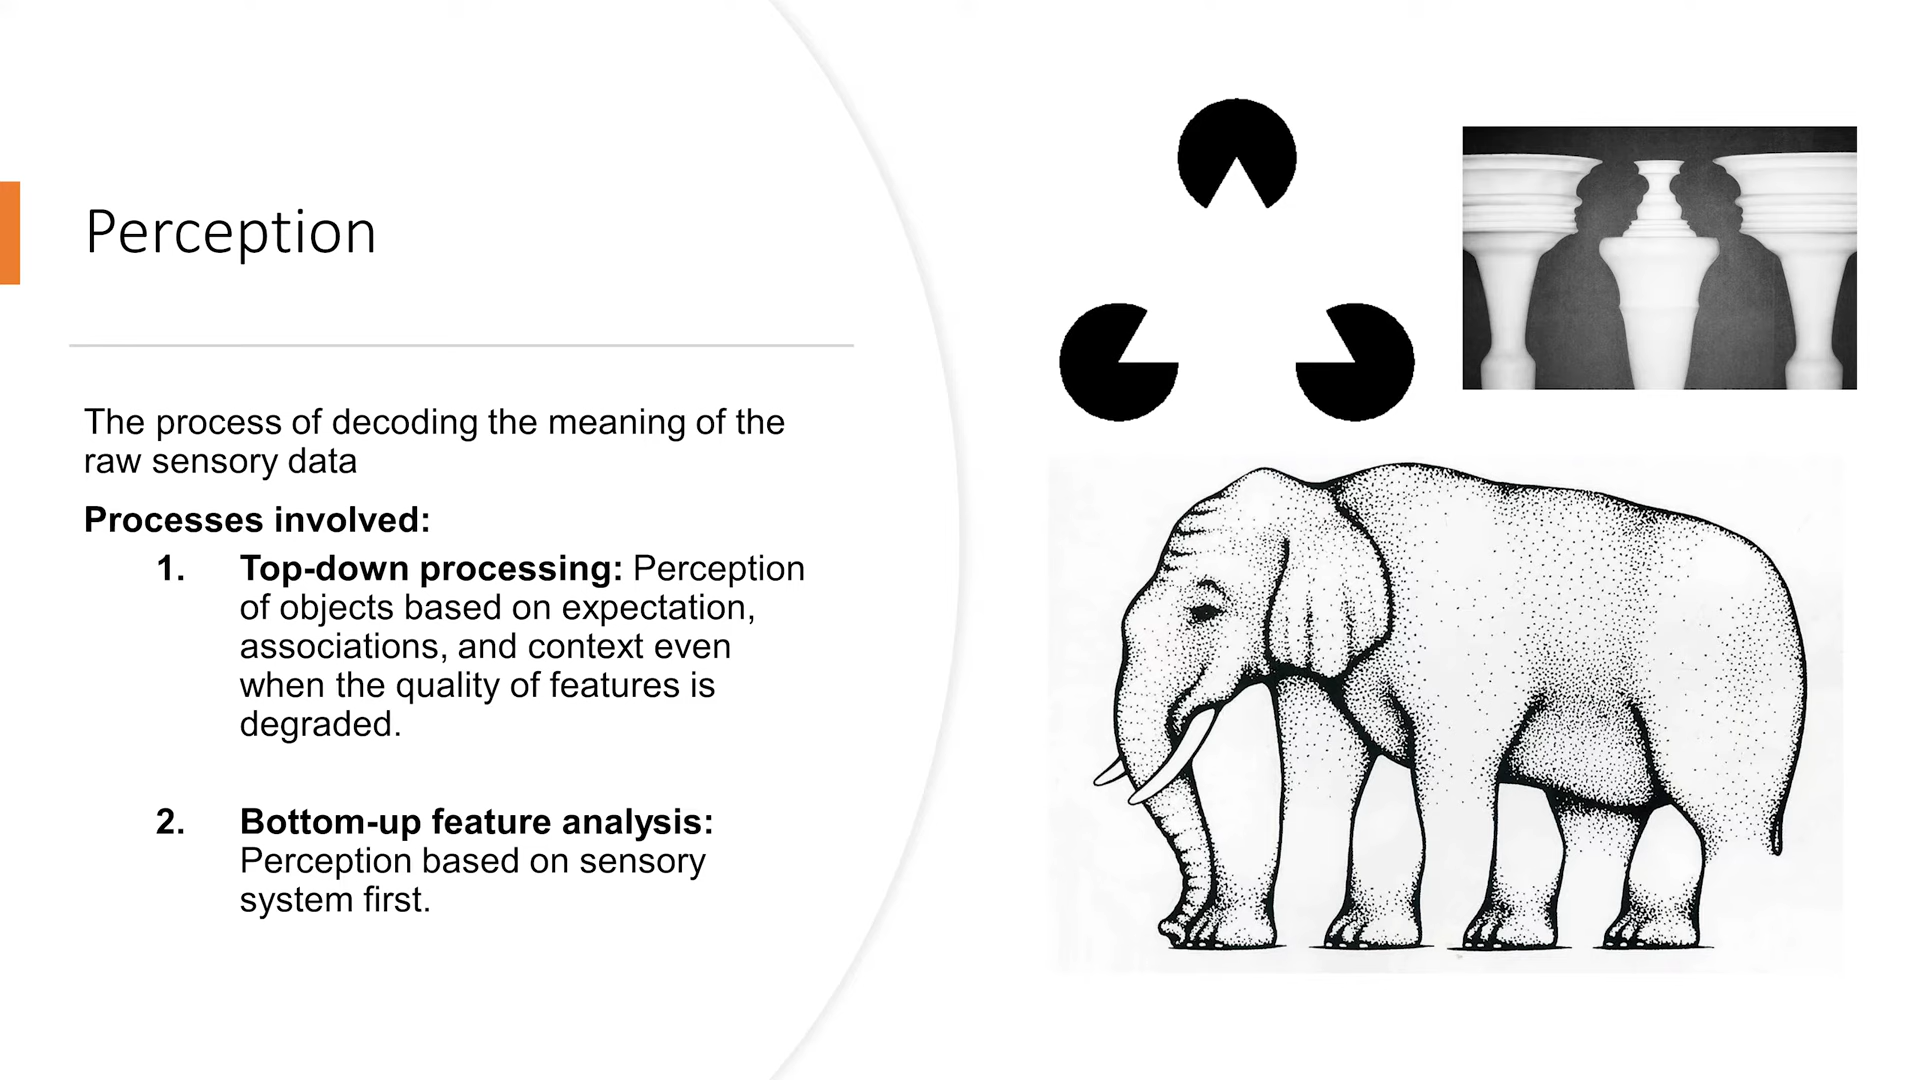 Perception
The process of decoding the meaning of the
raw sensory data
Processes involved:
1. Top-down processing: Perception
of objects based on expectation,
associations, and context even
when the quality of features is
degraded.
2. Bottom-up feature analysis:
Perception based on sensory
system first.